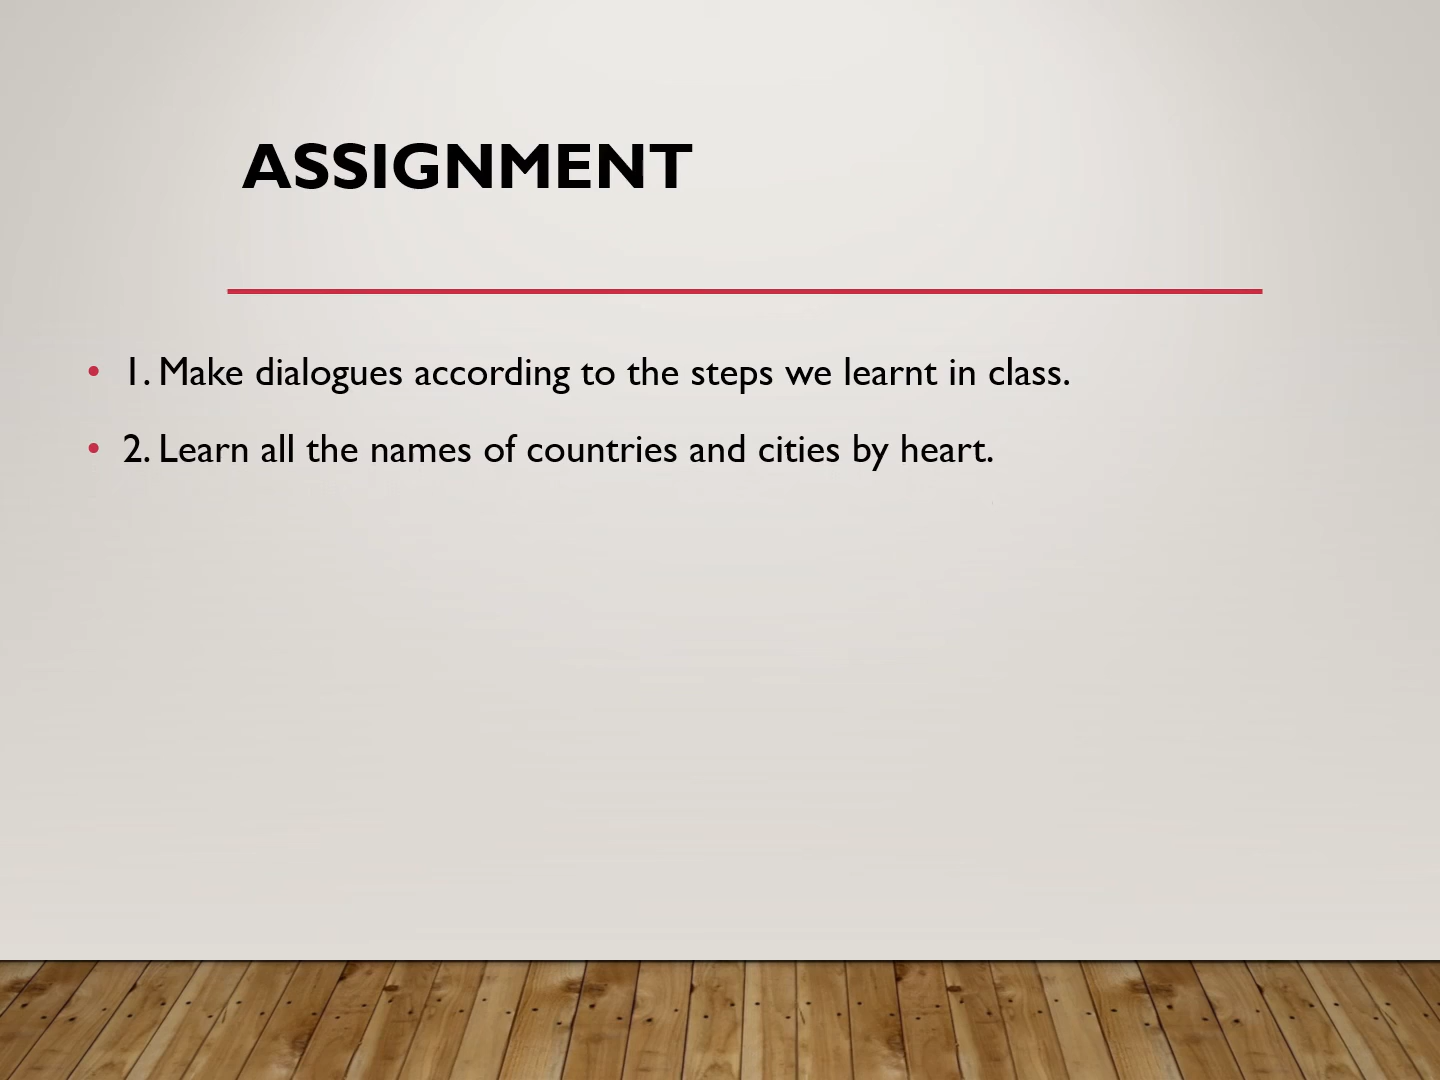 ASSIGNMENT
• 1. Make dialogues according to the steps we learnt in class.
• 2. Learn all the names of countries and cities by heart.